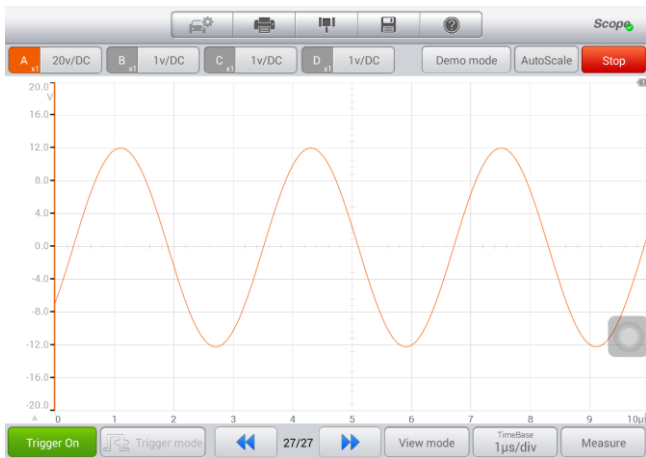 Scope
A x1 20v/DC B x1 1v/DC C x1 1v/DC D x1 1v/DC Demo mode AutoScale Stop
20.0
V
16.0
12.0
8.0
4.0
0.0
-4.0
-8.0
-12.0
-16.0
-20.0
A 0 1 2 3 4 5 6 7 8 9 10µ
Trigger On Trigger mode 27/27 View mode TimeBase 1µs/div Measure